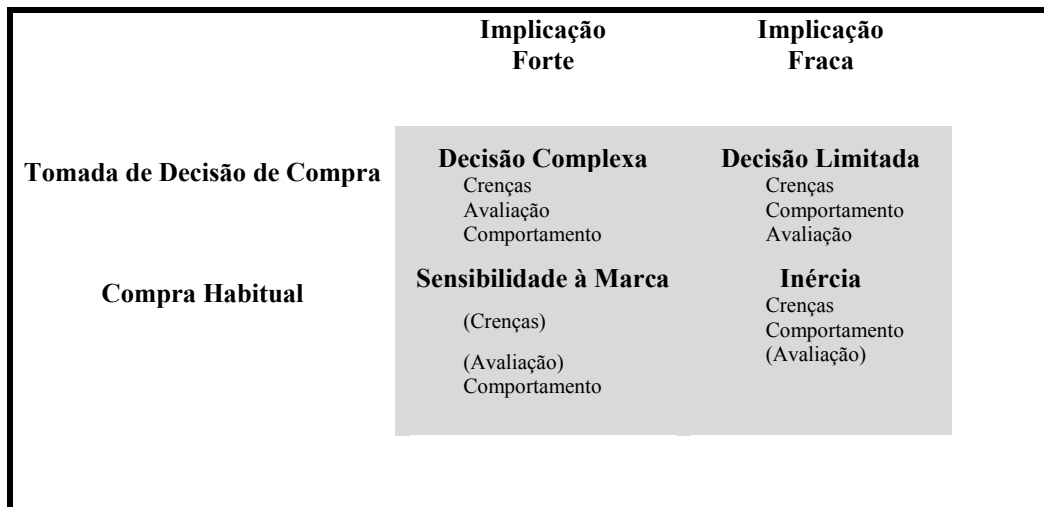 Implicação Forte
Implicação Fraca
Tomada de Decisão de Compra
Decisão Complexa
Crenças
Avaliação
Comportamento
Decisão Limitada
Crenças
Comportamento
Avaliação
Compra Habitual
Sensibilidade à Marca
(Crenças)
(Avaliação)
Comportamento
Inércia
Crenças
Comportamento
(Avaliação)